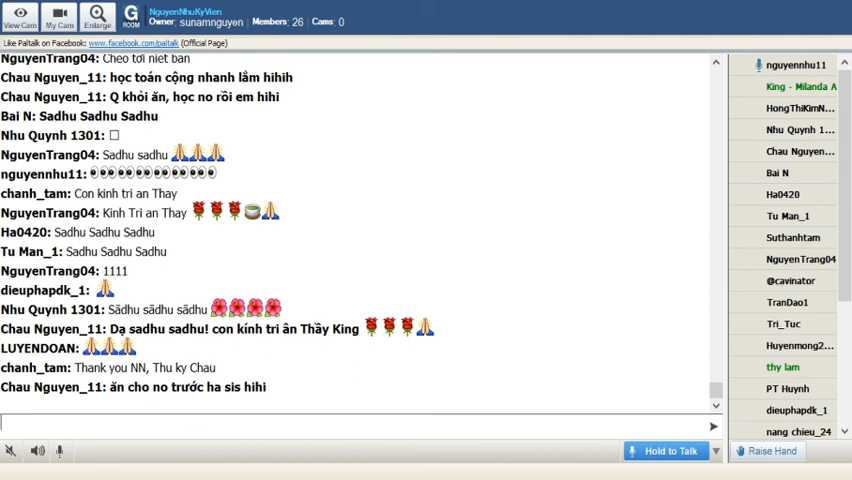 View Cam
My Cam
Enlarge
G
ROOM
NguyenNhuKyVien
Owner: sunamnguyen Members: 26 Cams: 0
Like Paltalk on Facebook: www.facebook.com/paltalk (Official Page)
NguyenTrang04: Cheo tới niet ban
Chau Nguyen_11: học toán cộng nhanh lắm hihih
Chau Nguyen_11: Q khỏi ăn, học no rồi em hihi
Bai N: Sadhu Sadhu Sadhu
Nhu Quynh 1301: □
NguyenTrang04: Sadhu sadhu 🙏🙏🙏
nguyennhu11: 👀👀👀👀👀👀👀
chanh_tam: Con kinh tri an Thay
NguyenTrang04: Kinh Tri an Thay 🌹🌹🌹🍵🙏
Ha0420: Sadhu Sadhu Sadhu
Tu Man_1: Sadhu Sadhu Sadhu
NguyenTrang04: 1111
dieuphapdk_1: 🙏
Nhu Quynh 1301: Sādhu sādhu sādhu 🌺🌺🌺🌺
Chau Nguyen_11: Dạ sadhu sadhu! con kính tri ân Thầy King 🌹🌹🌹🙏
LUYENDOAN: 🙏🙏🙏
chanh_tam: Thank you NN, Thu ky Chau
Chau Nguyen_11: ăn cho no trước ha sis hihi
Hold to Talk
nguyennhu11
King - Milanda A
HongThiKimN...
Nhu Quynh 1...
Chau Nguyen...
Bai N
Ha0420
Tu Man_1
Suthanhtam
NguyenTrang04
@cavinator
TranDao1
Tri_Tuc
Huyenmong2...
thy lam
PT Huynh
dieuphapdk_1
nang chieu_24
Raise Hand